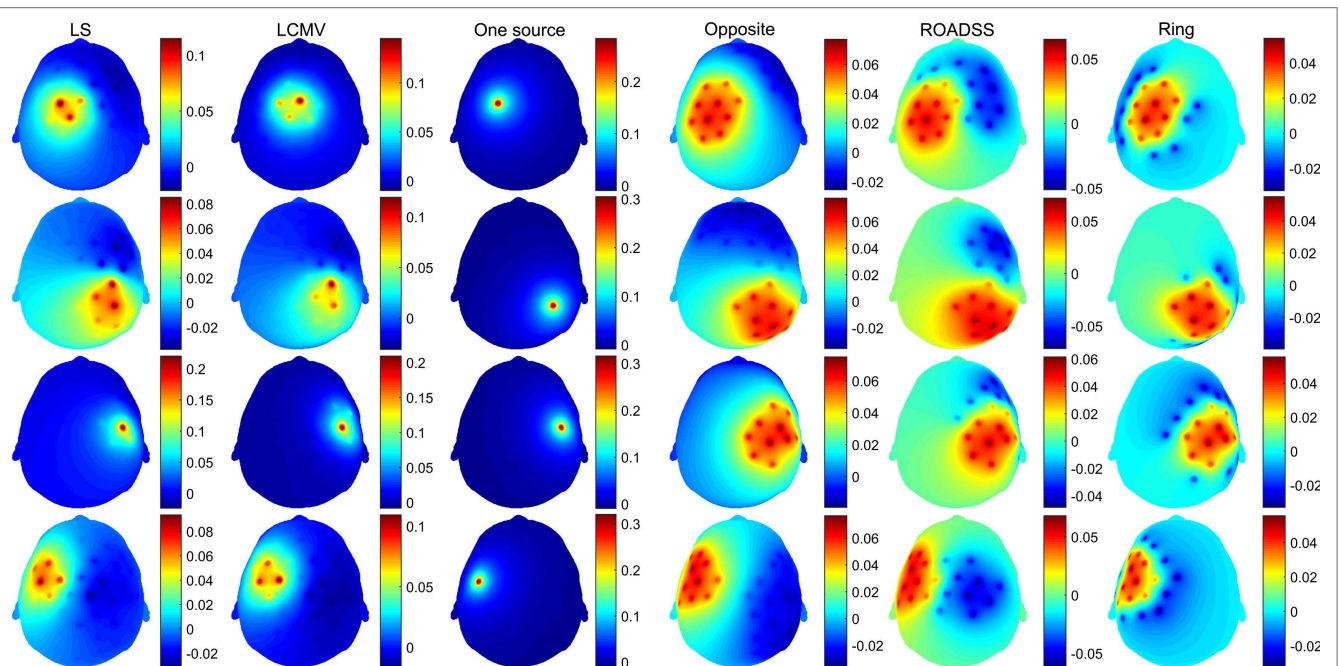 LS LCMV One source Opposite ROADSS Ring
0.1 0.1 0.2 0.06 0.05 0.04
0.05 0.05 0.1 0.04 0 0.02
0 0 0 0.02 -0.05 0
0 -0.02
-0.02
0.08 0.1 0.3 0.06 0.05 0.04
0.06 0.05 0.2 0.04 0 0.02
0.04 0 0.1 0.02 -0.05 0
0.02 0 0 -0.02
0 -0.02 -0.04
-0.02
0.2 0.2 0.3 0.06 0.06 0.04
0.15 0.15 0.2 0.04 0.04 0.02
0.1 0.1 0.1 0.02 0.02 0
0.05 0.05 0 0 0 -0.02
0 0 -0.02
-0.04
0.08 0.1 0.3 0.06 0.05 0.04
0.06 0.05 0.2 0.04 0 0.02
0.04 0 0.1 0.02 -0.05 0
0.02 0 0 -0.02
0 -0.02
-0.02